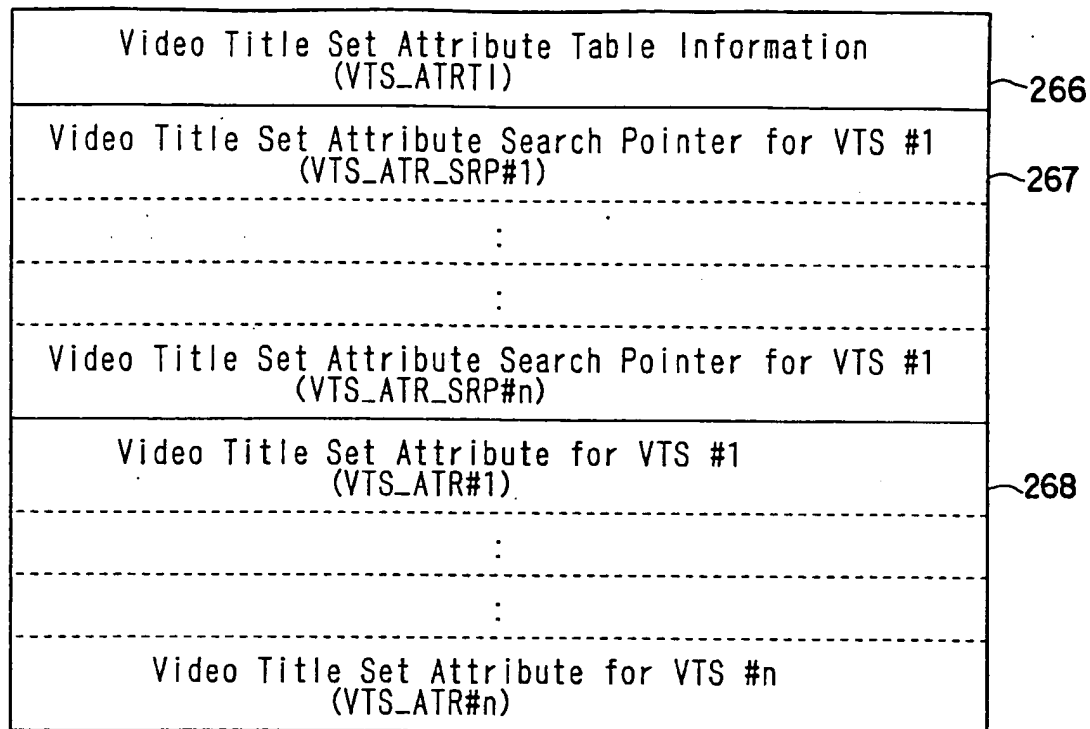 Video Title Set Attribute Table Information
(VTS_ATRTI)
266
Video Title Set Attribute Search Pointer for VTS #1
(VTS_ATR_SRP#1)
267
:
:
Video Title Set Attribute Search Pointer for VTS #1
(VTS_ATR_SRP#n)
Video Title Set Attribute for VTS #1
(VTS_ATR#1)
268
:
:
Video Title Set Attribute for VTS #n
(VTS_ATR#n)